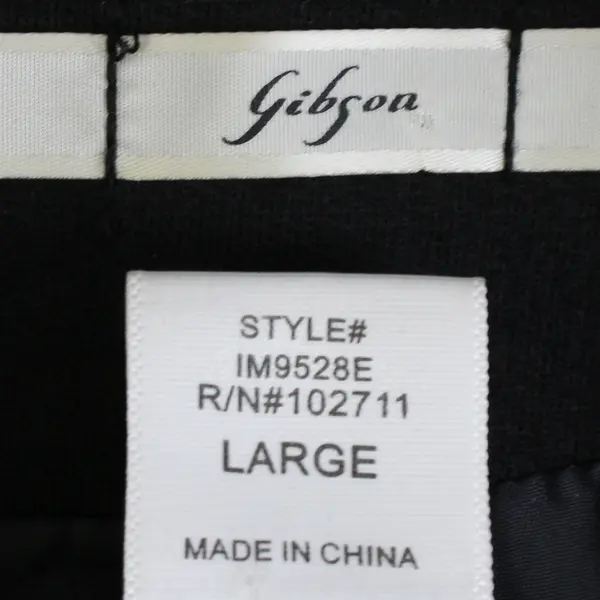 Gibson
STYLE#
IM9528E
R/N#102711
LARGE
MADE IN CHINA